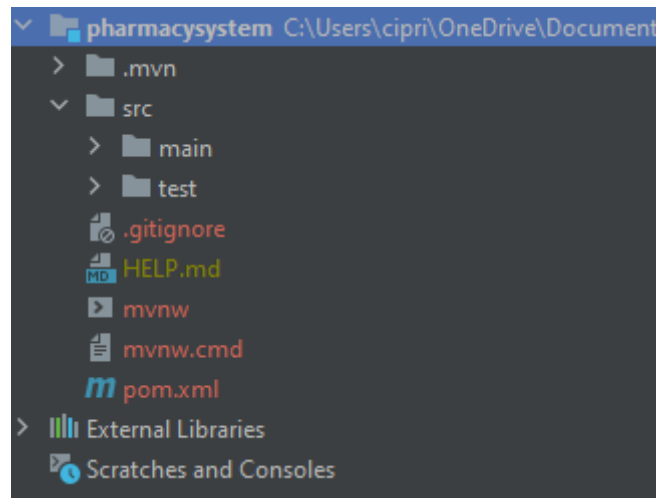 pharmacysystem C:\Users\cipri\OneDrive\Document
.mvn
src
main
test
.gitignore
MD HELP.md
mvnw
mvnw.cmd
m pom.xml
External Libraries
Scratches and Consoles